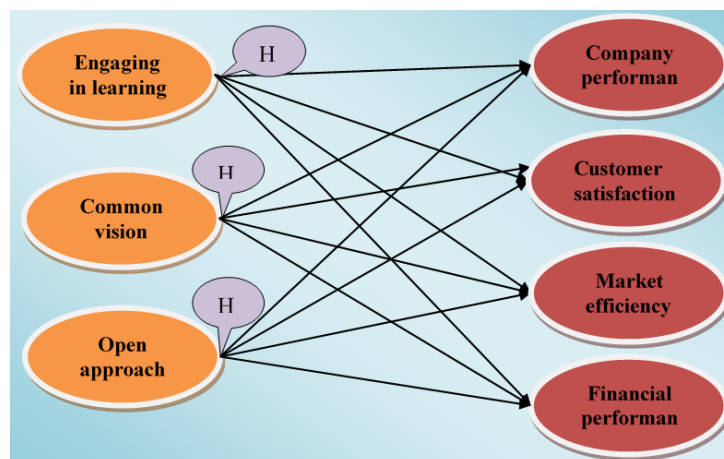 Engaging
in learning
H
Company
performan
Common
vision
H
Customer
satisfaction
Open
approach
H
Market
efficiency
Financial
performan